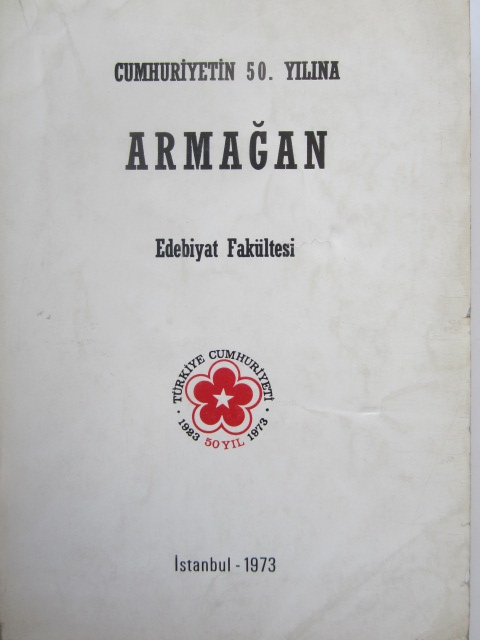 CUMHURİYETİN 50. YILINA
ARMAĞAN
Edebiyat Fakültesi
TÜRKİYE CUMHURİYETİ
1923 50 YIL 1973
İstanbul - 1973